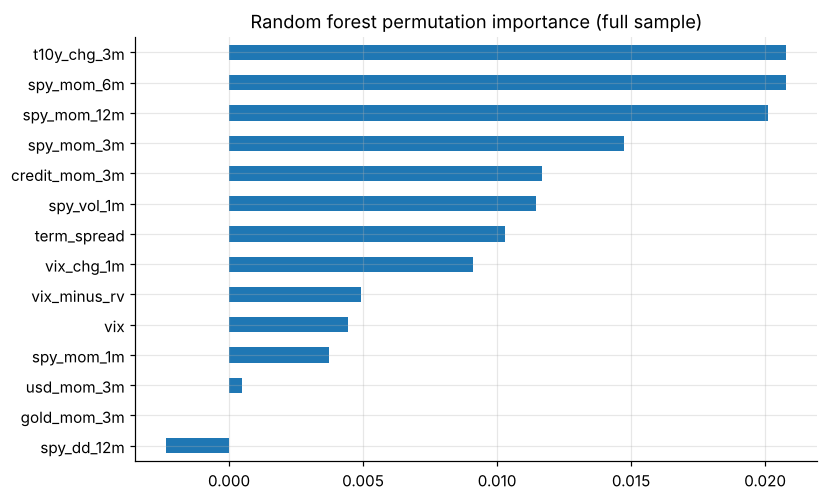 Random forest permutation importance (full sample)
t10y_chg_3m
spy_mom_6m
spy_mom_12m
spy_mom_3m
credit_mom_3m
spy_vol_1m
term_spread
vix_chg_1m
vix_minus_rv
vix
spy_mom_1m
usd_mom_3m
gold_mom_3m
spy_dd_12m
0.000 0.005 0.010 0.015 0.020